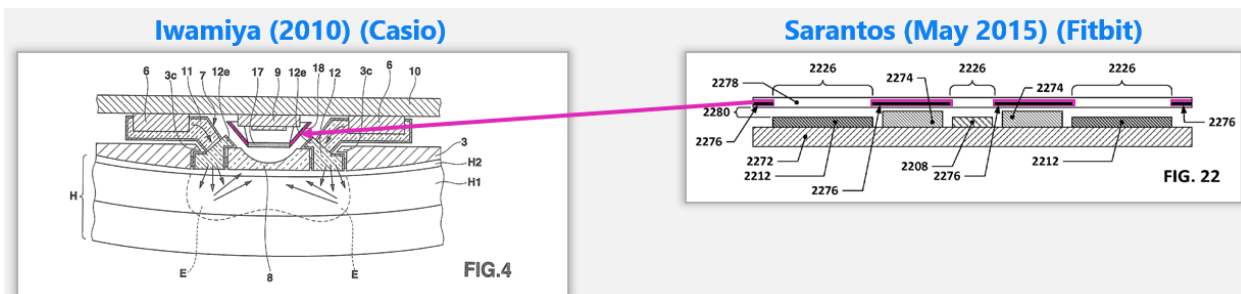 Iwamiya (2010) (Casio)
6 3c 11 7 12e 17 9 12e 18 12 3c 6 10
3
H2
H1
H
E 8 E
FIG.4
Sarantos (May 2015) (Fitbit)
2226 2274 2226 2274 2226
2278
2280
2276 2276
2272 2208 2212
2212 2276 2276
FIG. 22